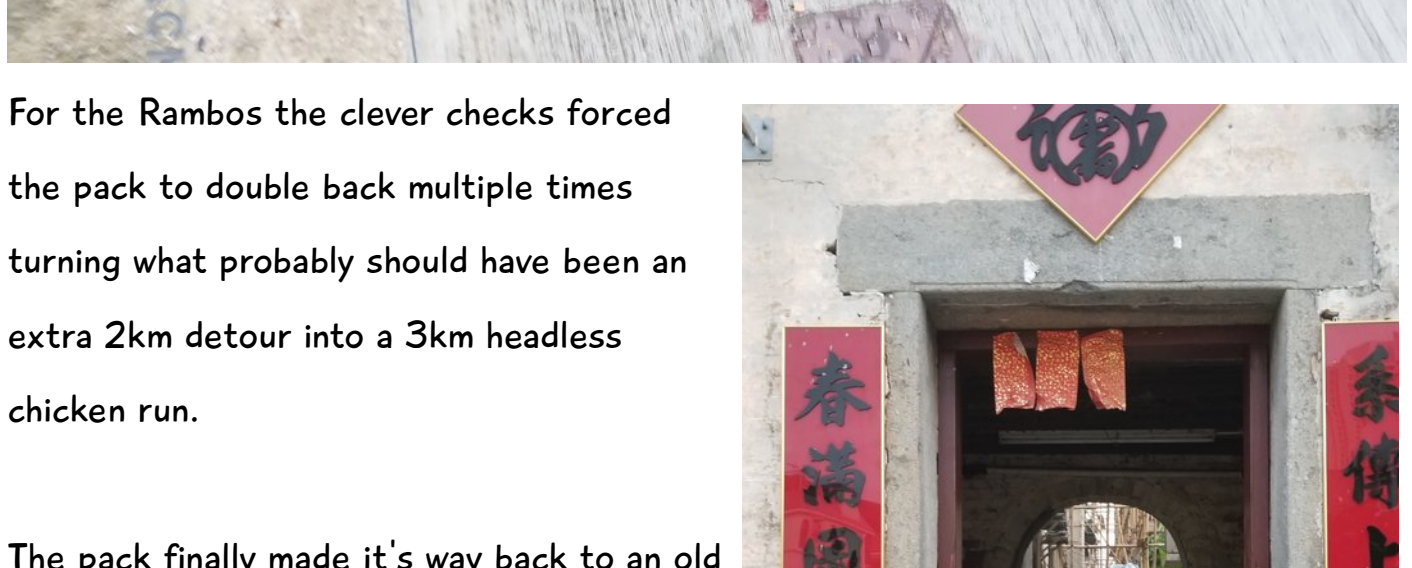 For the Rambos the clever checks forced
the pack to double back multiple times
turning what probably should have been an
extra 2km detour into a 3km headless
chicken run.
The pack finally made it's way back to an old
春滿
系傳